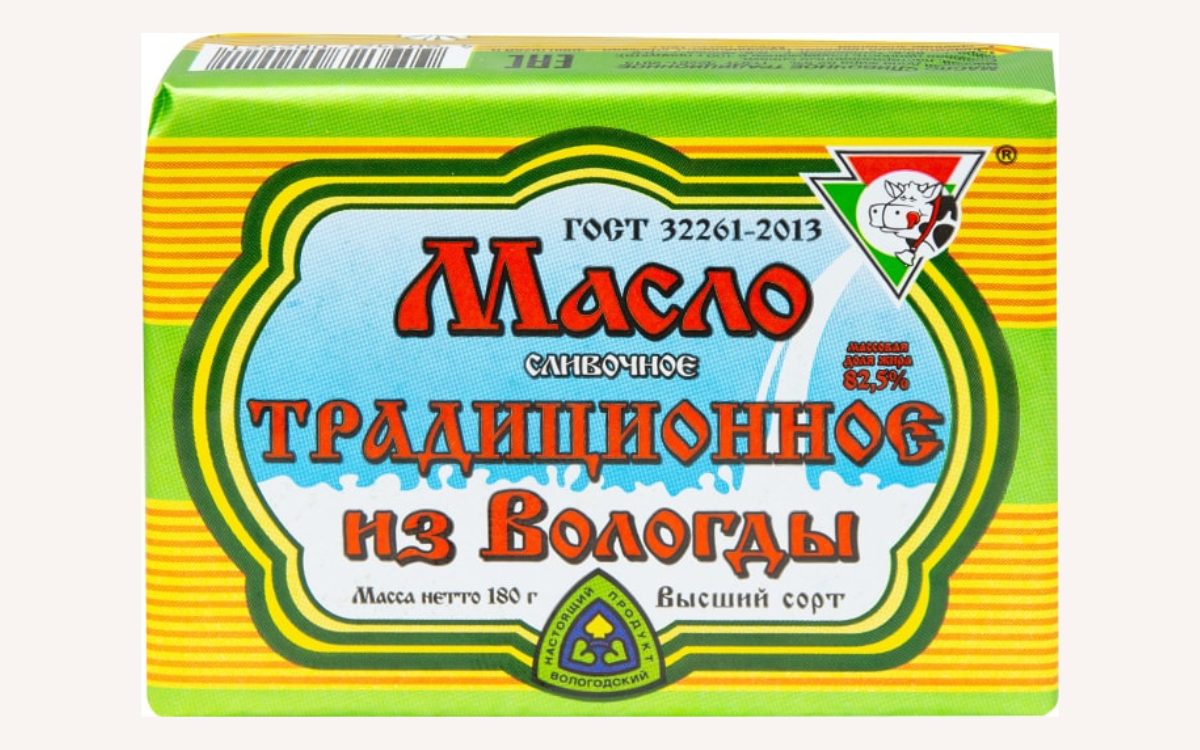 ЕАС
ГОСТ 32261-2013
®
Масло
сливочное
массовая
доля жира
82,5%
традиционное
из Вологды
Масса нетто 180 г
Высший сорт
НАСТОЯЩИЙ ПРОДУКТ
ВОЛОГОДСКИЙ